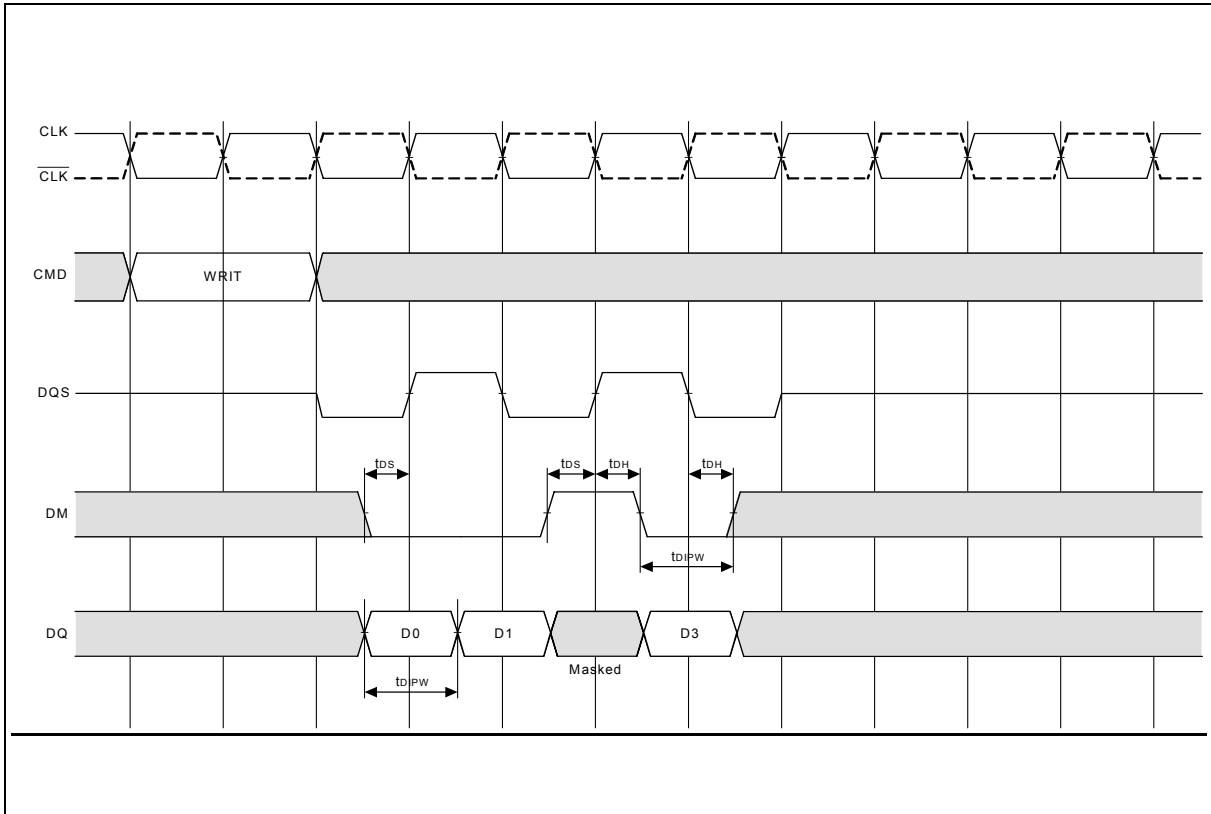 CLK
CLK
CMD
WRIT
DQS
tDS
tDS
tDH
tDH
DM
tDIPW
DQ
D0
D1
D3
Masked
tDIPW